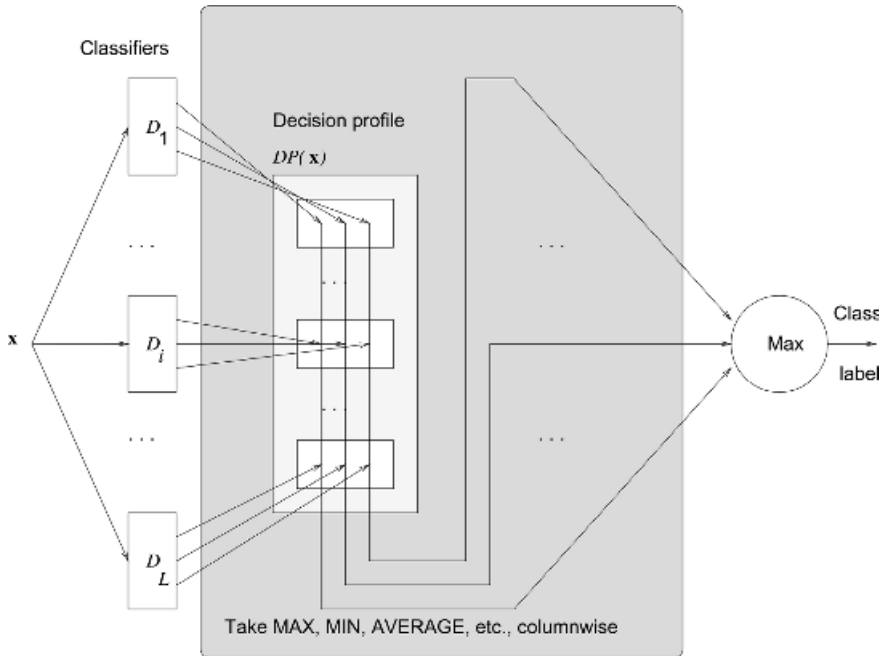 Classifiers
D1
Decision profile
DP( x )
. . .
. . .
. . .
x
Di
Max
Class
label
. . .
. . .
. . .
DL
Take MAX, MIN, AVERAGE, etc., columnwise